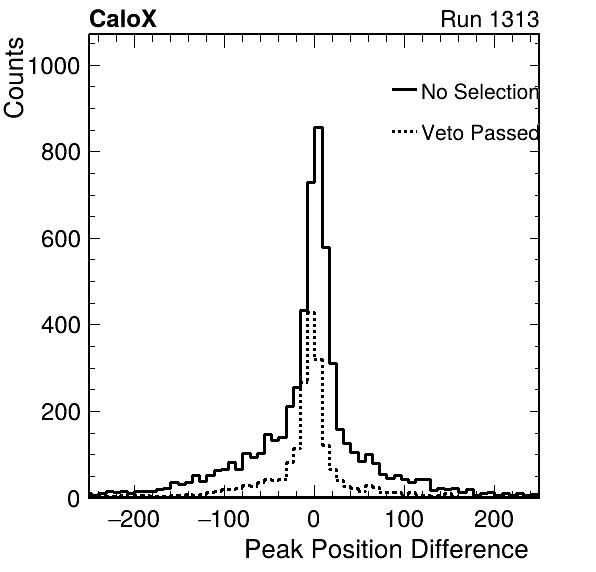 CaloX Run 1313
Counts
1000
800
600
400
200
0
No Selection
Veto Passed
−200 −100 0 100 200
Peak Position Difference